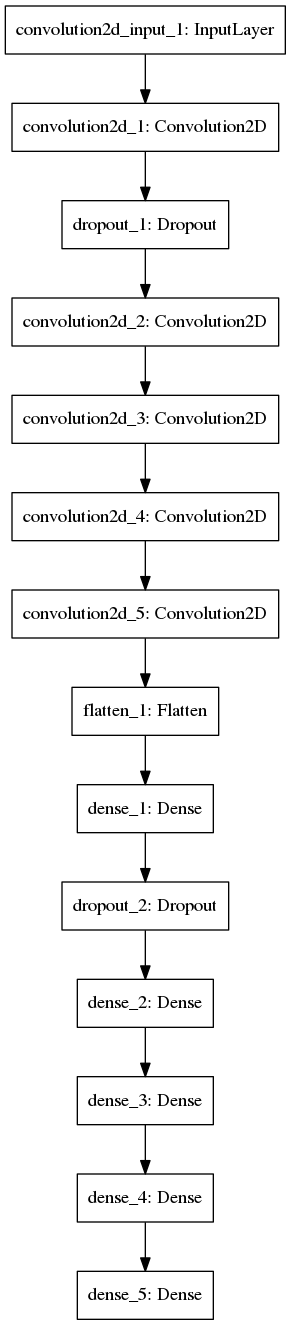 convolution2d_input_1: InputLayer
convolution2d_1: Convolution2D
dropout_1: Dropout
convolution2d_2: Convolution2D
convolution2d_3: Convolution2D
convolution2d_4: Convolution2D
convolution2d_5: Convolution2D
flatten_1: Flatten
dense_1: Dense
dropout_2: Dropout
dense_2: Dense
dense_3: Dense
dense_4: Dense
dense_5: Dense